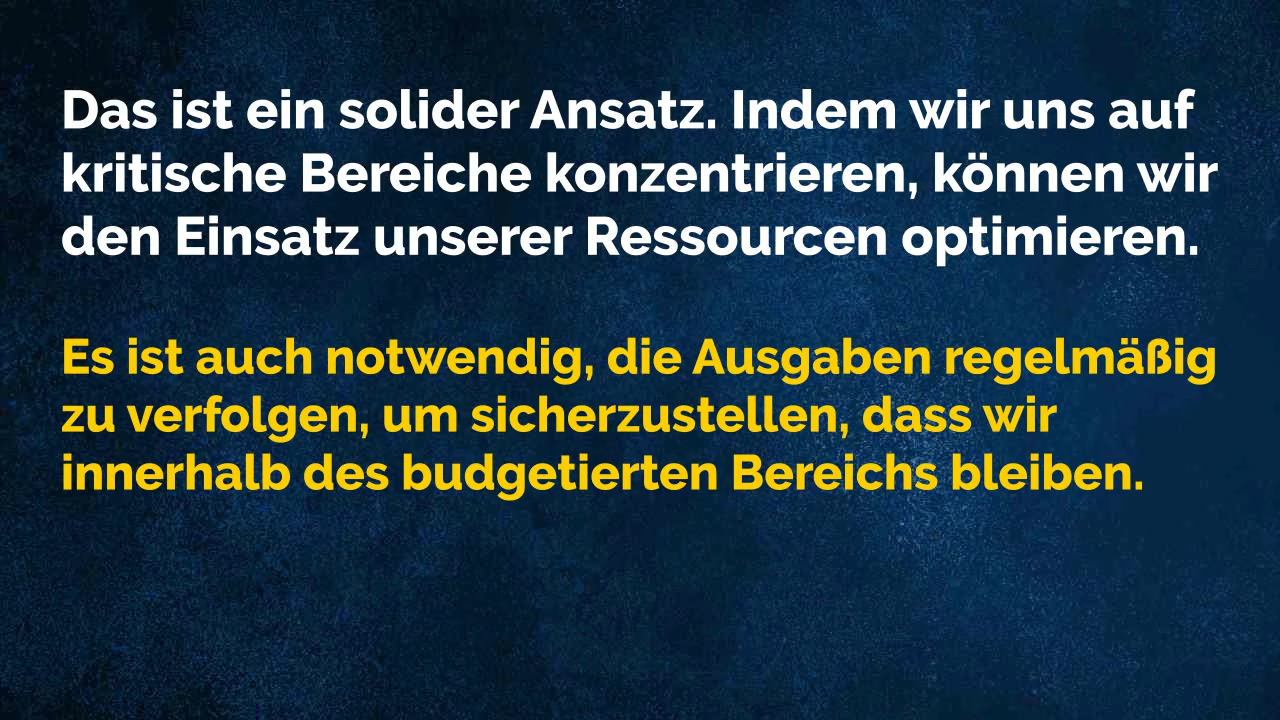 Das ist ein solider Ansatz. Indem wir uns auf
kritische Bereiche konzentrieren, können wir
den Einsatz unserer Ressourcen optimieren.
Es ist auch notwendig, die Ausgaben regelmäßig
zu verfolgen, um sicherzustellen, dass wir
innerhalb des budgetierten Bereichs bleiben.